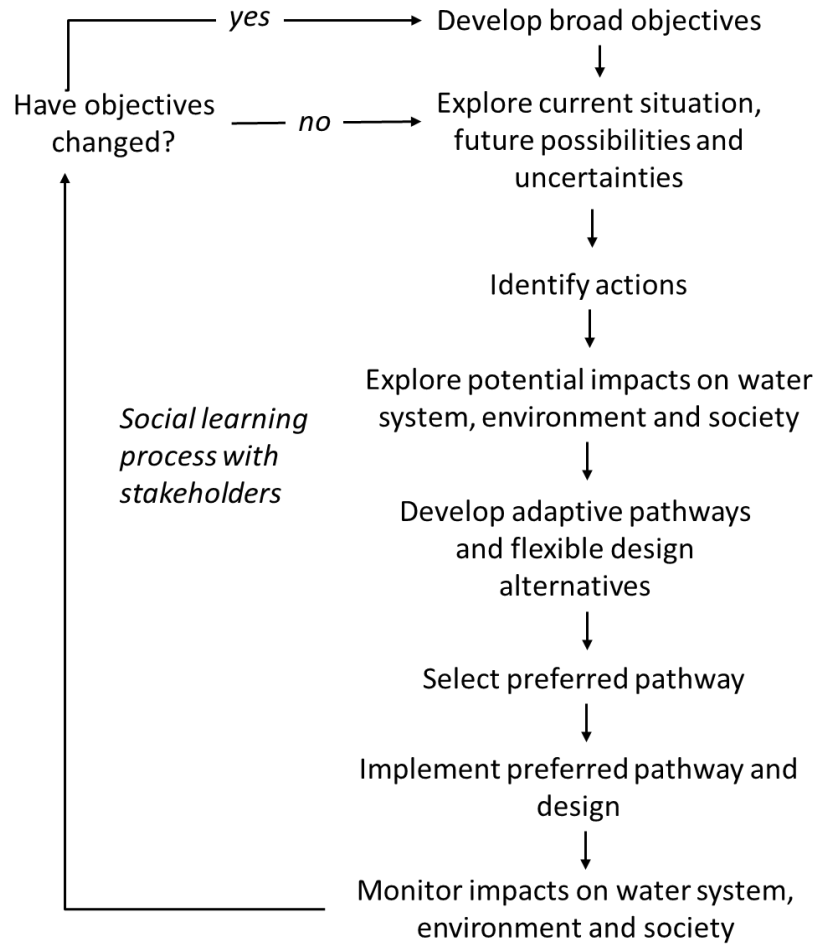 yes
Develop broad objectives
Have objectives
changed?
no
Explore current situation,
future possibilities and
uncertainties
Identify actions
Explore potential impacts on water
system, environment and society
Social learning
process with
stakeholders
Develop adaptive pathways
and flexible design
alternatives
Select preferred pathway
Implement preferred pathway and
design
Monitor impacts on water system,
environment and society